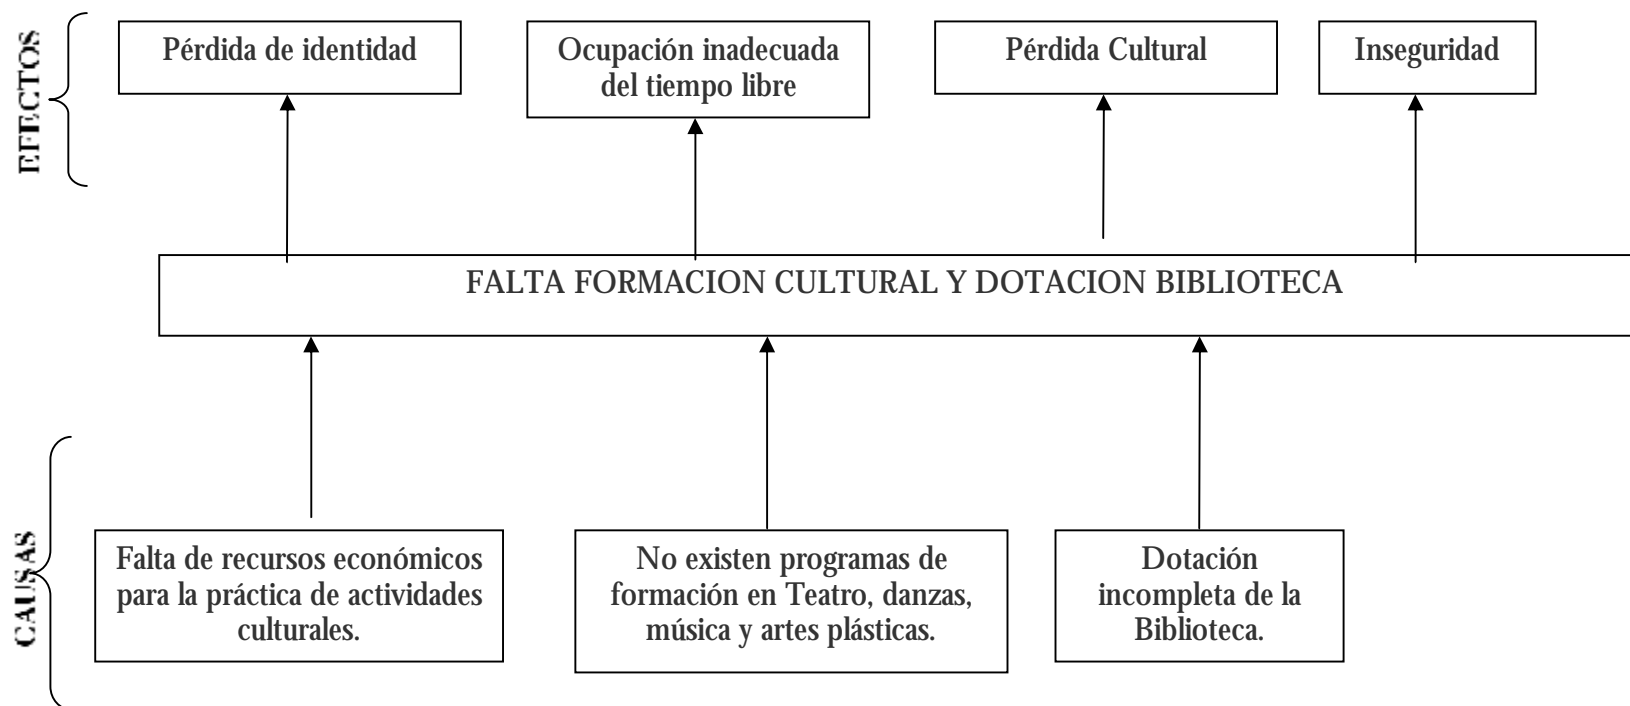 EFECTOS
Pérdida de identidad
Ocupación inadecuada
del tiempo libre
Pérdida Cultural
Inseguridad
FALTA FORMACION CULTURAL Y DOTACION BIBLIOTECA
CAUSAS
Falta de recursos económicos
para la práctica de actividades
culturales.
No existen programas de
formación en Teatro, danzas,
música y artes plásticas.
Dotación
incompleta de la
Biblioteca.